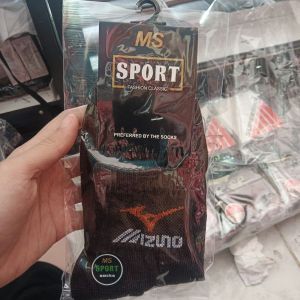 MS
SPORT
FASHION CLASSIC
PREFERRED BY THE SOCKS
MIZUNO
MS
SPORT